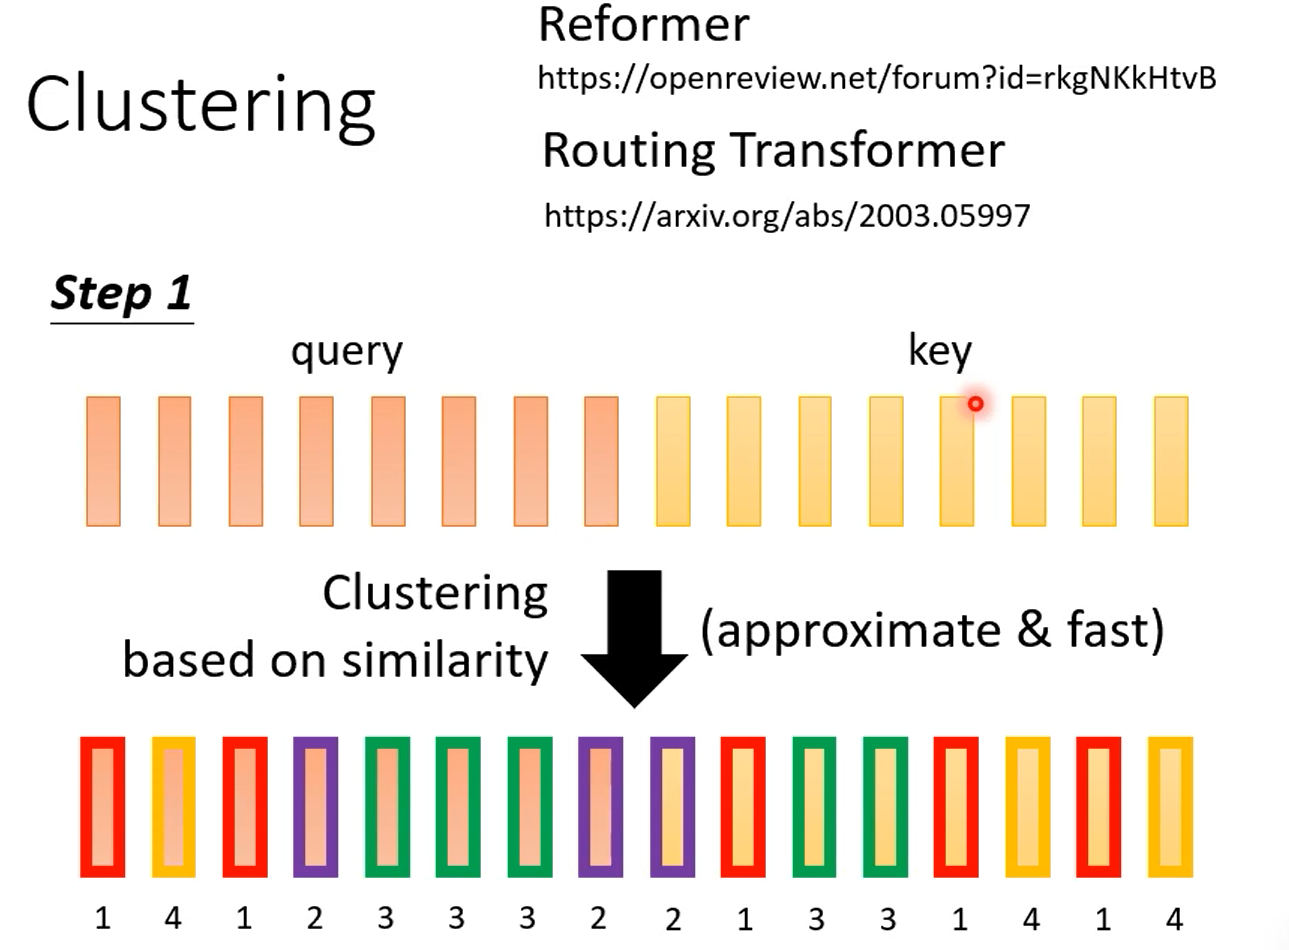 Clustering
Reformer
https://openreview.net/forum?id=rkgNKkHtvB
Routing Transformer
https://arxiv.org/abs/2003.05997
Step 1
query key
Clustering
based on similarity
(approximate & fast)
1 4 1 2 3 3 3 2 2 1 3 3 1 4 1 4